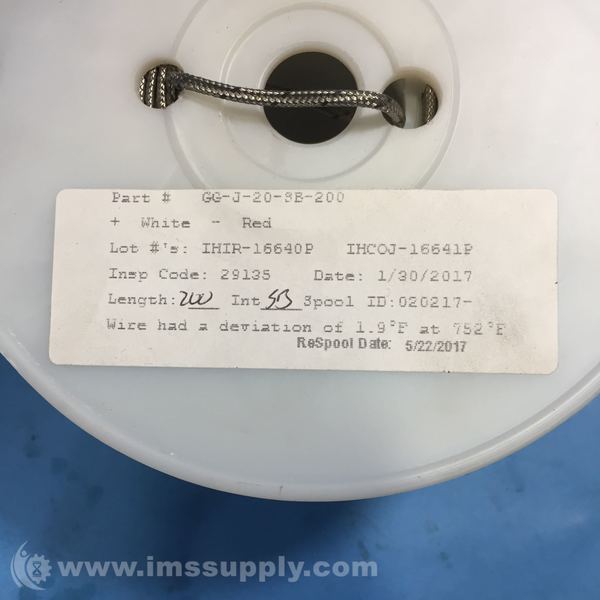 Part # GG-J-20-SB-200
+ White - Red
Lot #'s: IHIR-16640P IHCOJ-16641P
Insp Code: 29135 Date: 1/30/2017
Length: 200 Int SB Spool ID:020217-
Wire had a deviation of 1.9°F at 752°F
ReSpool Date: 5/22/2017
www.imssupply.com